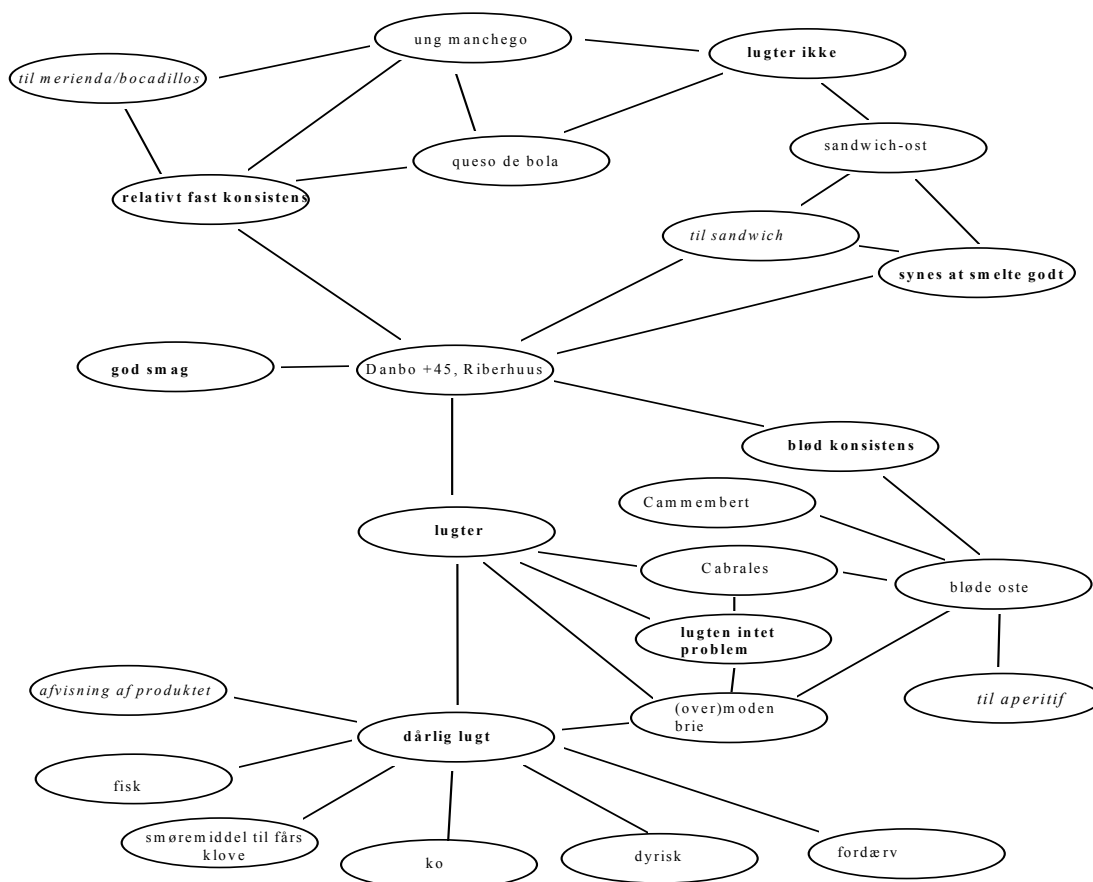 ung manchego
lugter ikke
til merienda/bocadillos
sandwich-ost
queso de bola
relativt fast konsistens
til sandwich
synes at smelte godt
god smag
Danbo +45, Riberhuus
blød konsistens
Cammembert
lugter
Cabrales
bløde oste
lugten intet
problem
afvisning af produktet
til aperitif
(over)moden
brie
dårlig lugt
fisk
smøremiddel til fårs
klove
ko
dyrisk
fordærv